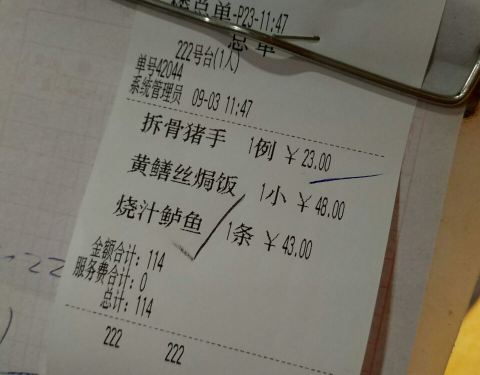 总单-P23-11:47
总单
222号台(1人)
单号42044
系统管理员 09-03 11:47
拆骨猪手 1例 ￥23.00
黄鳝丝焗饭 1小 ￥48.00
烧汁鲈鱼 1条 ￥43.00
金额合计: 114
服务费合计: 0
总计: 114
222 222